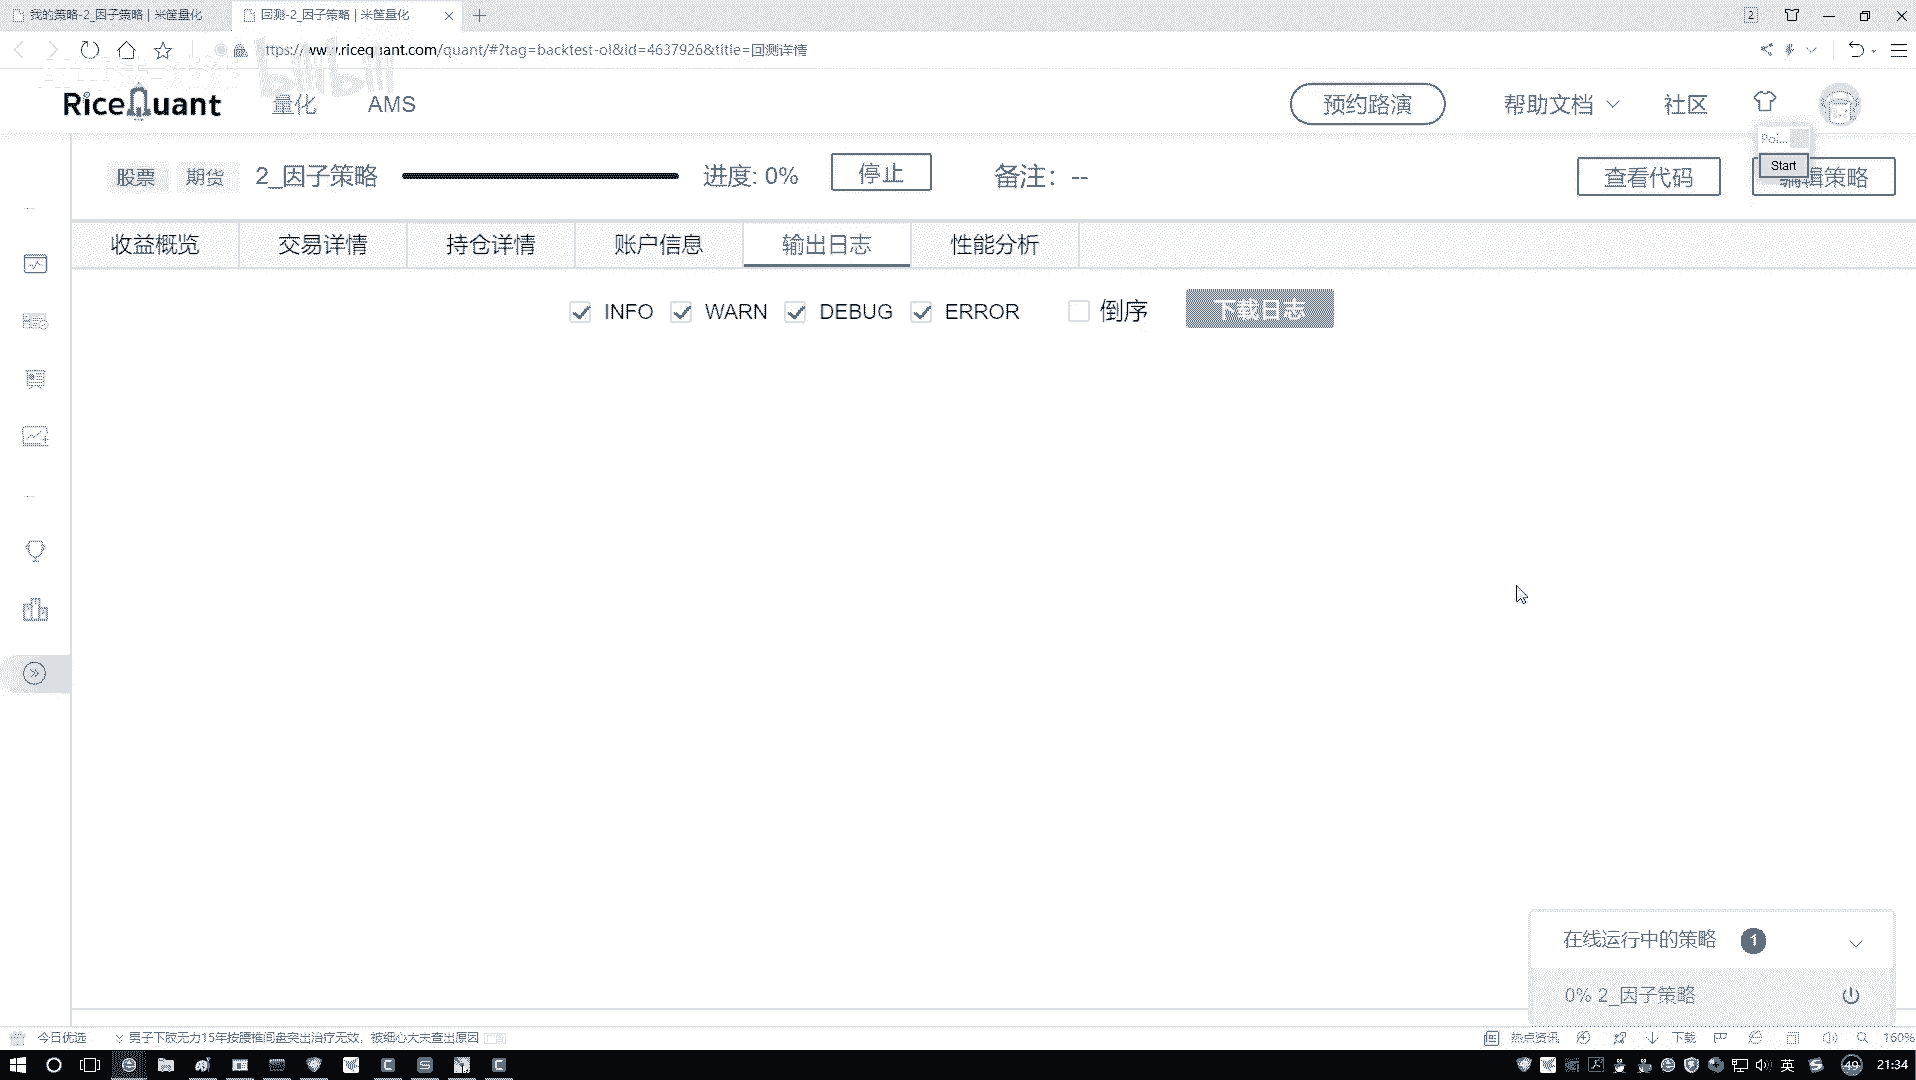 我的策略-2_因子策略 | 米筐量化
回测-2_因子策略 | 米筐量化
2
https://www.ricequant.com/quant/#?tag=backtest-ol&id=4637926&title=回测详情
bilibili
RiceQuant
量化
AMS
预约路演
帮助文档
社区
Poi...
Start
股票
期货
2_因子策略
进度: 0%
停止
备注：--
查看代码
编辑策略
收益概览
交易详情
持仓详情
账户信息
输出日志
性能分析
INFO
WARN
DEBUG
ERROR
倒序
下载日志
在线运行中的策略
1
0% 2_因子策略
今日优选
男子下肢无力15年按腰椎间盘突出治疗无效，被细心大夫查出原因
热点资讯
下载
160%
英
49
21:34